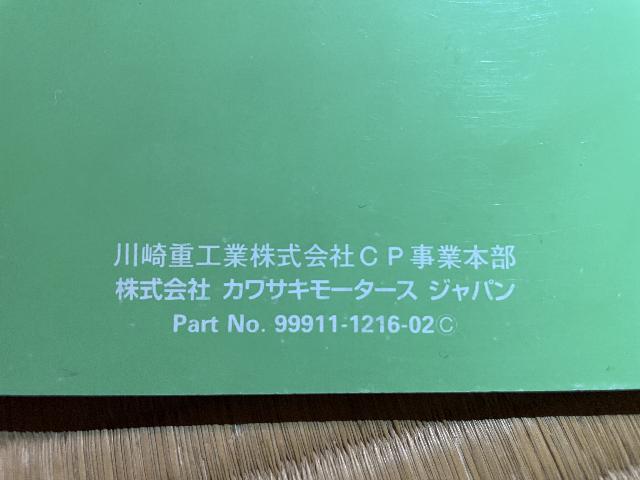 川崎重工業株式会社CP事業本部
株式会社 カワサキモータース ジャパン
Part No. 99911-1216-02Ⓒ